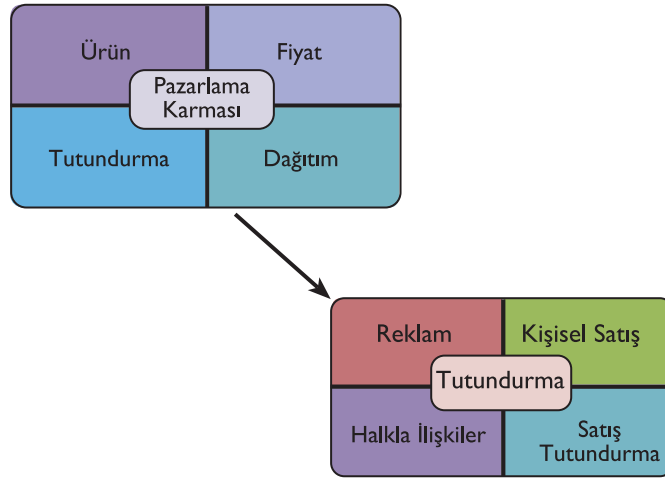 Ürün
Fiyat
Pazarlama
Karması
Tutundurma
Dağıtım
Reklam
Kişisel Satış
Tutundurma
Halkla İlişkiler
Satış
Tutundurma